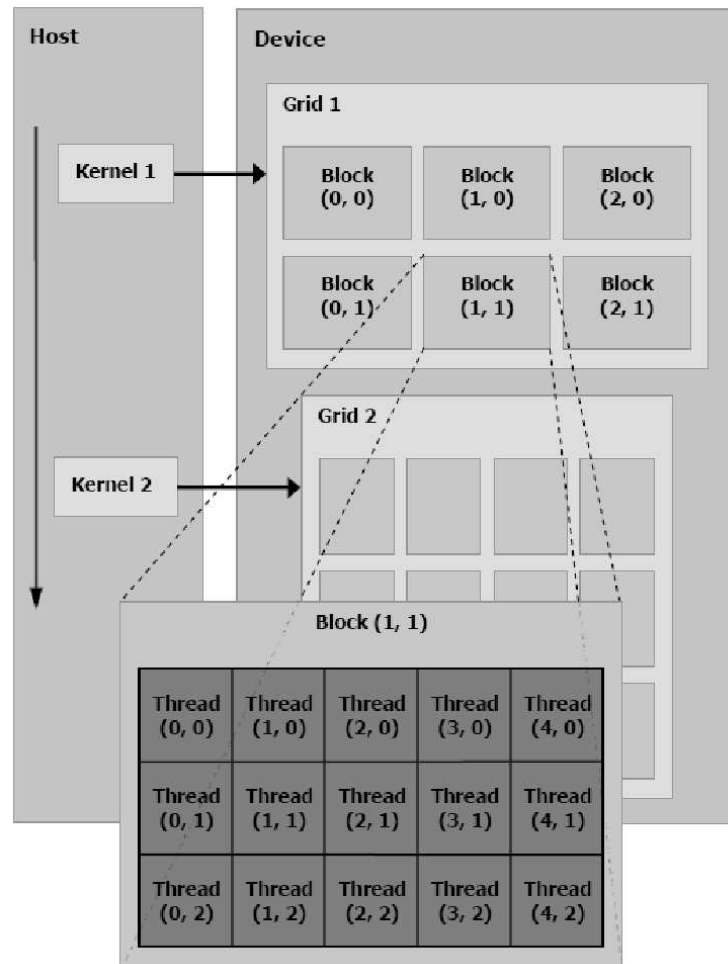 Host
Device
Grid 1
Kernel 1
Block
(0, 0)
Block
(1, 0)
Block
(2, 0)
Block
(0, 1)
Block
(1, 1)
Block
(2, 1)
Grid 2
Kernel 2
Block (1, 1)
Thread
(0, 0)
Thread
(1, 0)
Thread
(2, 0)
Thread
(3, 0)
Thread
(4, 0)
Thread
(0, 1)
Thread
(1, 1)
Thread
(2, 1)
Thread
(3, 1)
Thread
(4, 1)
Thread
(0, 2)
Thread
(1, 2)
Thread
(2, 2)
Thread
(3, 2)
Thread
(4, 2)